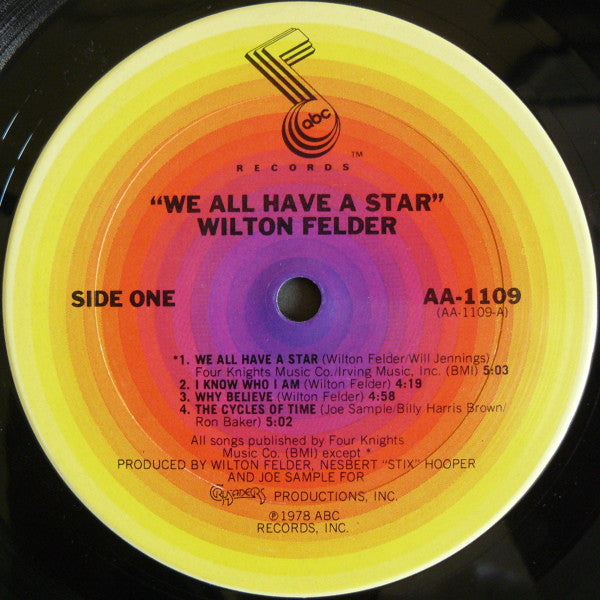 abc
TM
RECORDS
"WE ALL HAVE A STAR"
WILTON FELDER
SIDE ONE
AA-1109
(AA-1109-A)
*1. WE ALL HAVE A STAR (Wilton Felder/Will Jennings)
Four Knights Music Co./Irving Music, Inc. (BMI) 5:03
2. I KNOW WHO I AM (Wilton Felder) 4:19
3. WHY BELIEVE (Wilton Felder) 4:58
4. THE CYCLES OF TIME (Joe Sample/Billy Harris Brown/
Ron Baker) 5:02
All songs published by Four Knights
Music Co. (BMI) except *
PRODUCED BY WILTON FELDER, NESBERT "STIX" HOOPER
AND JOE SAMPLE FOR
CRUSADERS PRODUCTIONS, INC.
℗1978 ABC
RECORDS, INC.